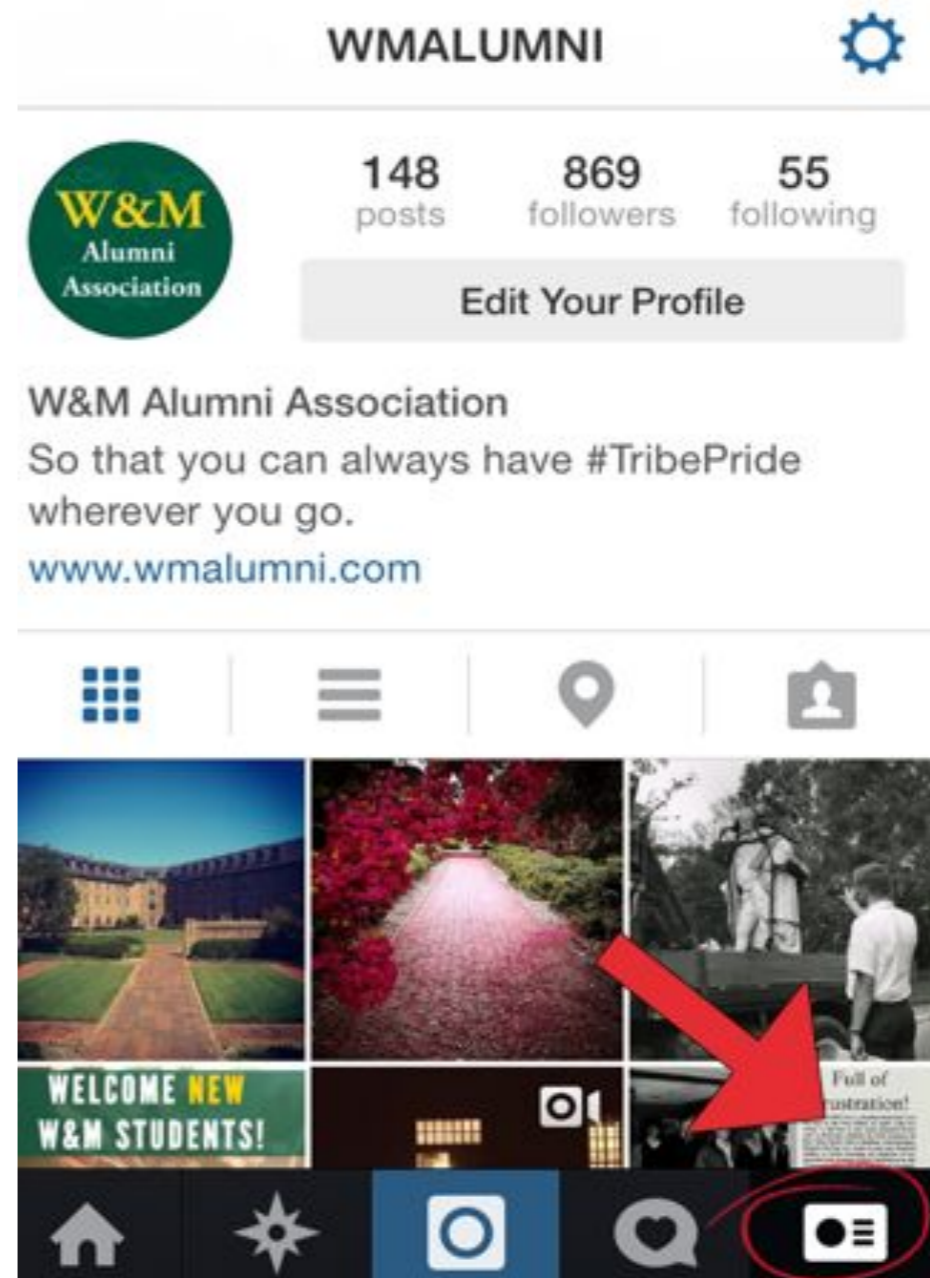 WMALUMNI
148 869 55
posts followers following
W&M
Alumni
Association
Edit Your Profile
W&M Alumni Association
So that you can always have #TribePride
wherever you go.
www.wmalumni.com
WELCOME NEW
W&M STUDENTS!
Full of